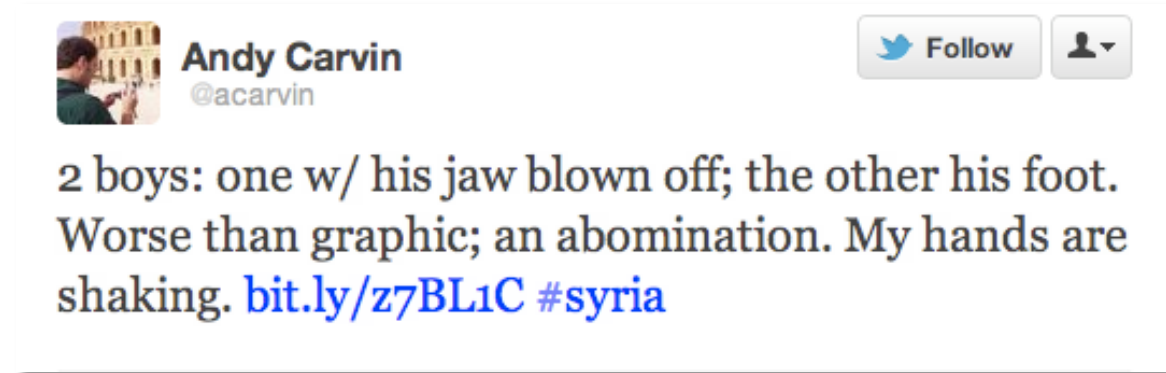 Andy Carvin
@acarvin
Follow
2 boys: one w/ his jaw blown off; the other his foot.
Worse than graphic; an abomination. My hands are
shaking. bit.ly/z7BL1C #syria